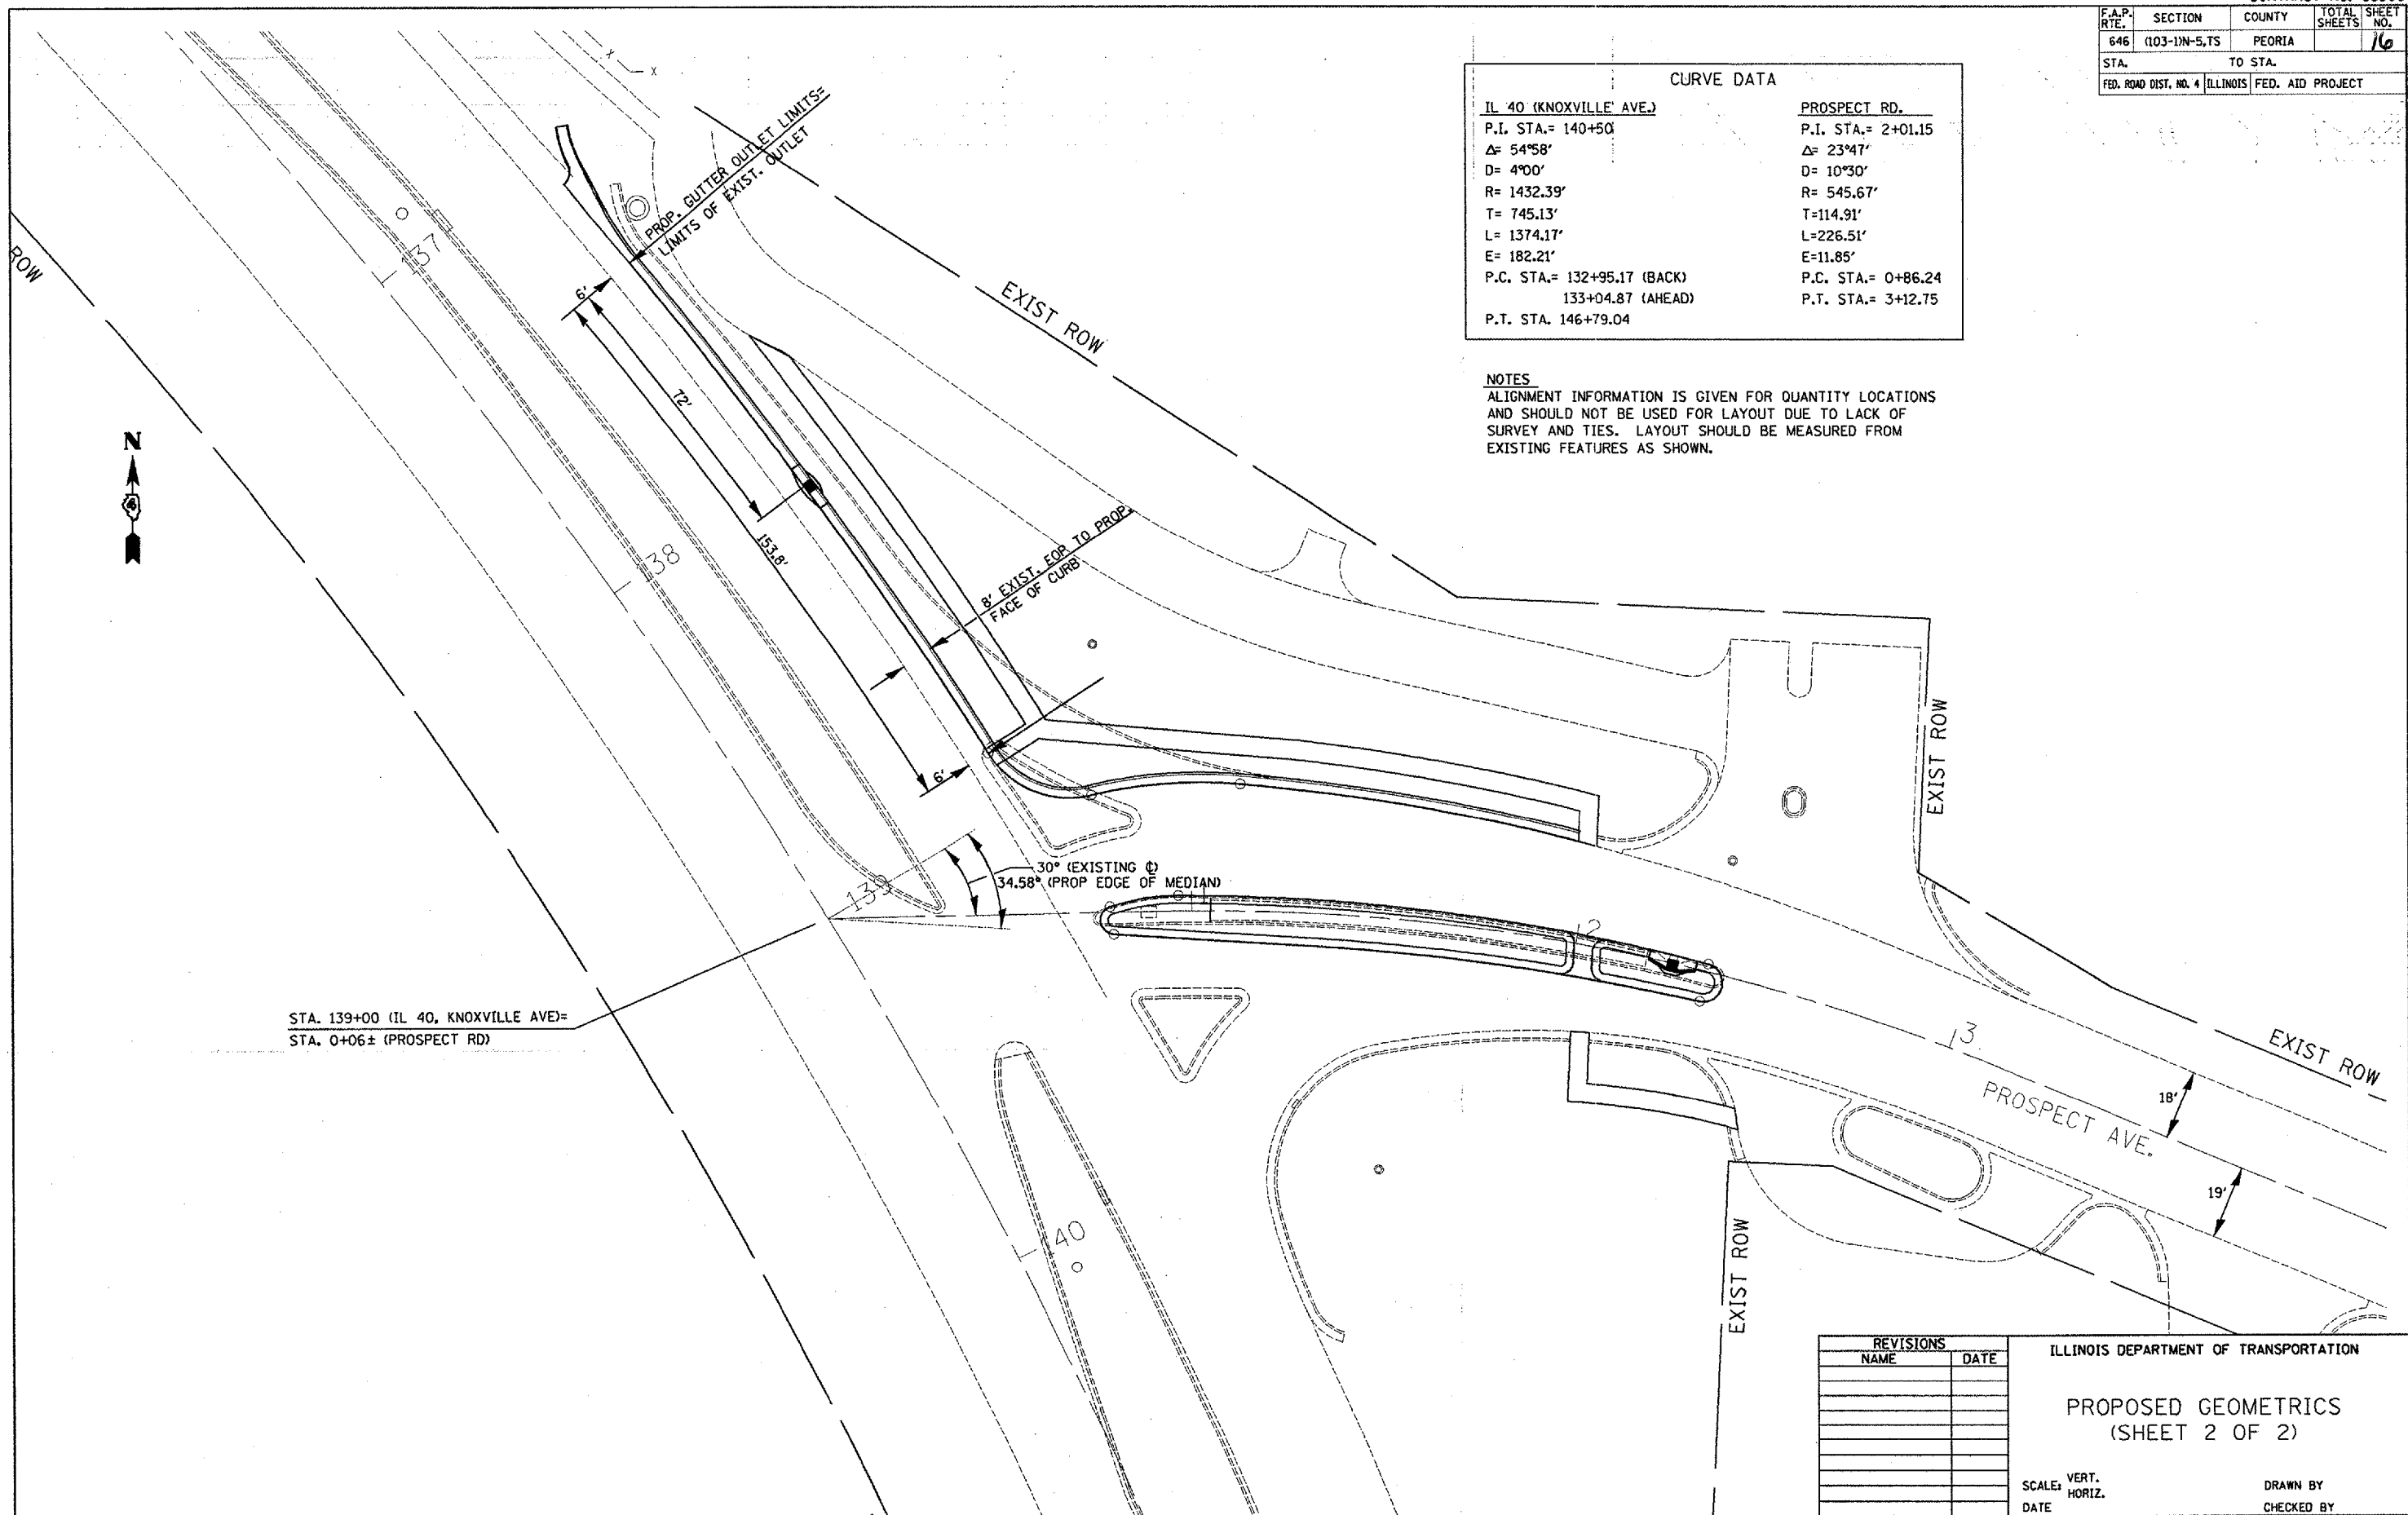 F.A.P. RTE. SECTION COUNTY TOTAL SHEETS SHEET NO.
646 (103-1)N-5,TS PEORIA 16
STA. TO STA.
FED. ROAD DIST. NO. 4 ILLINOIS FED. AID PROJECT
CURVE DATA
IL 40 (KNOXVILLE AVE.) PROSPECT RD.
P.I. STA.= 140+50 P.I. STA.= 2+01.15
Δ= 54°58' Δ= 23°47'
D= 4°00' D= 10°30'
R= 1432.39' R= 545.67'
T= 745.13' T=114.91'
L= 1374.17' L=226.51'
E= 182.21' E=11.85'
P.C. STA.= 132+95.17 (BACK) P.C. STA.= 0+86.24
133+04.87 (AHEAD) P.T. STA.= 3+12.75
P.T. STA. 146+79.04
NOTES
ALIGNMENT INFORMATION IS GIVEN FOR QUANTITY LOCATIONS
AND SHOULD NOT BE USED FOR LAYOUT DUE TO LACK OF
SURVEY AND TIES. LAYOUT SHOULD BE MEASURED FROM
EXISTING FEATURES AS SHOWN.
X
X
PROP. GUTTER OUTLET LIMITS=
LIMITS OF EXIST. OUTLET
ROW
137
6'
EXIST ROW
72'
N
153.8'
138
8' EXIST. EOP TO PROP.
FACE OF CURB
6'
EXIST ROW
139
30° (EXISTING ℄)
34.58° (PROP EDGE OF MEDIAN)
1
2
STA. 139+00 (IL 40, KNOXVILLE AVE)=
STA. 0+06± (PROSPECT RD)
3
EXIST ROW
PROSPECT AVE.
18'
19'
140
EXIST ROW
REVISIONS
NAME DATE
ILLINOIS DEPARTMENT OF TRANSPORTATION
PROPOSED GEOMETRICS
(SHEET 2 OF 2)
SCALE: VERT.
HORIZ.
DRAWN BY
DATE
CHECKED BY